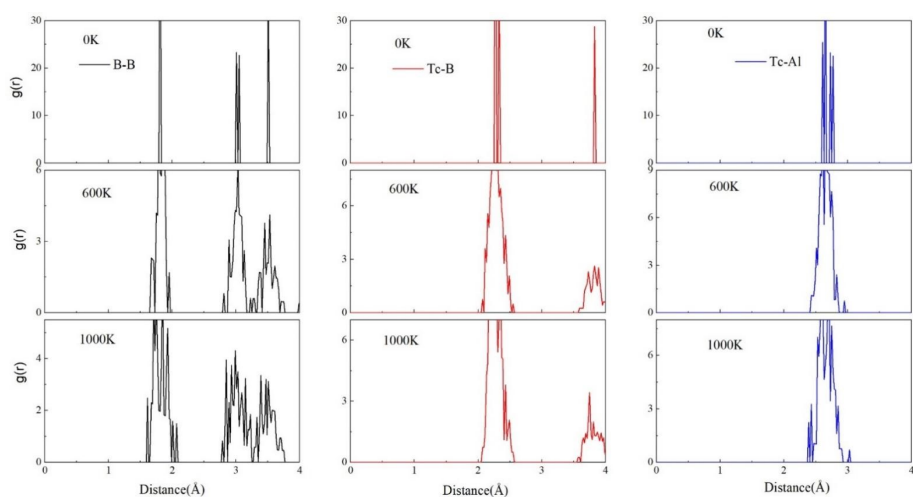 30
20
10
0
g(r)
0K
B-B
30
20
10
0
0K
Tc-B
30
20
10
0
0K
Tc-Al
6
3
0
g(r)
600K
6
3
0
600K
9
6
3
0
600K
4
2
0
g(r)
1000K
6
3
0
1000K
6
3
0
1000K
0 1 2 3 4
0 1 2 3 4
0 1 2 3 4
Distance(Å)
Distance(Å)
Distance(Å)